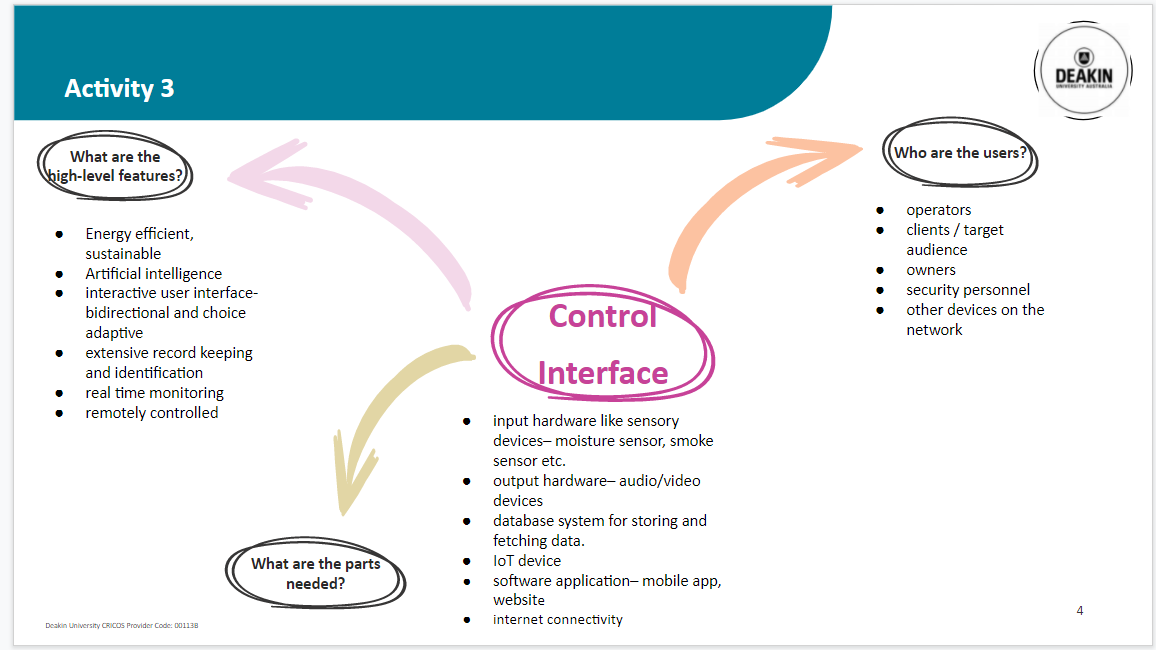 Activity 3
DEAKIN
UNIVERSITY AUSTRALIA
What are the
high-level features?
● Energy efficient,
sustainable
● Artificial intelligence
● interactive user interface-
bidirectional and choice
adaptive
● extensive record keeping
and identification
● real time monitoring
● remotely controlled
Who are the users?
● operators
● clients / target
audience
● owners
● security personnel
● other devices on the
network
Control
Interface
What are the parts
needed?
● input hardware like sensory
devices– moisture sensor, smoke
sensor etc.
● output hardware– audio/video
devices
● database system for storing and
fetching data.
● IoT device
● software application– mobile app,
website
● internet connectivity
Deakin University CRICOS Provider Code: 00113B
4